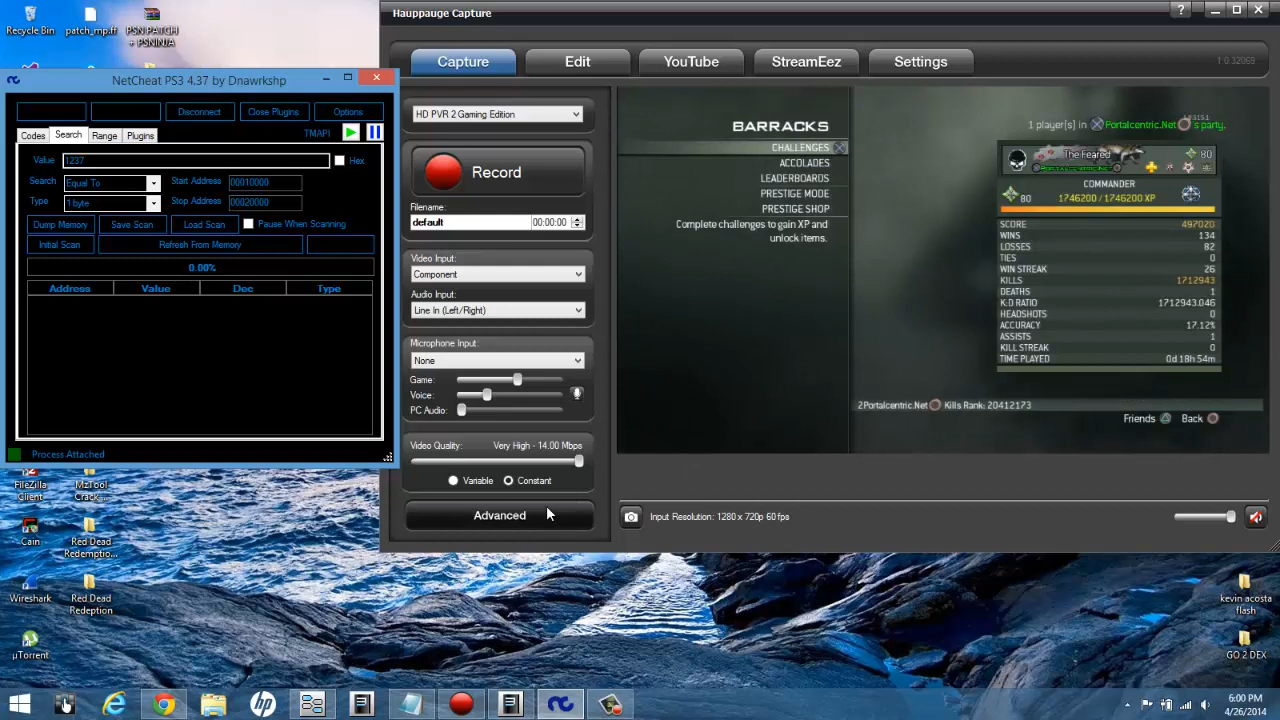 Recycle Bin
patch_mp.ff
PSN PATCH
+ PSNINJA
Hauppauge Capture
Capture
Edit
YouTube
StreamEez
Settings
1.0.32069
NetCheat PS3 4.37 by Dnawrkshp
Disconnect
Close Plugins
Options
Codes
Search
Range
Plugins
TMAPI
Value
1237
Hex
Search
Equal To
Start Address
00010000
Type
1 byte
Stop Address
00020000
Dump Memory
Save Scan
Load Scan
Pause When Scanning
Initial Scan
Refresh From Memory
0.00%
Address
Value
Dec
Type
Process Attached
HD PVR 2 Gaming Edition
Record
Filename:
default
00:00:00
Video Input:
Component
Audio Input:
Line In (Left/Right)
Microphone Input:
None
Game:
Voice:
PC Audio:
Video Quality:
Very High - 14.00 Mbps
Variable
Constant
Advanced
BARRACKS
CHALLENGES
ACCOLADES
LEADERBOARDS
PRESTIGE MODE
PRESTIGE SHOP
Complete challenges to gain XP and
unlock items.
1 player(s) in Portalcentric.Net's party.
The Feared
80
COMMANDER
80
1746200 / 1746200 XP
SCORE 497020
WINS 134
LOSSES 82
TIES 0
WIN STREAK 26
KILLS 1712943
DEATHS 1
K:D RATIO 1712943.046
HEADSHOTS 0
ACCURACY 17.12%
ASSISTS 1
KILL STREAK 1
TIME PLAYED 0d 18h 54m
2Portalcentric.Net Kills Rank: 20412173
Friends
Back
Input Resolution: 1280 x 720p 60 fps
FileZilla
Client
MzTool
Crack...
Cain
Red Dead
Redemptio...
Wireshark
Red Dead
Redeption
µTorrent
kevin acosta
flash
GO 2 DEX
6:00 PM
4/26/2014